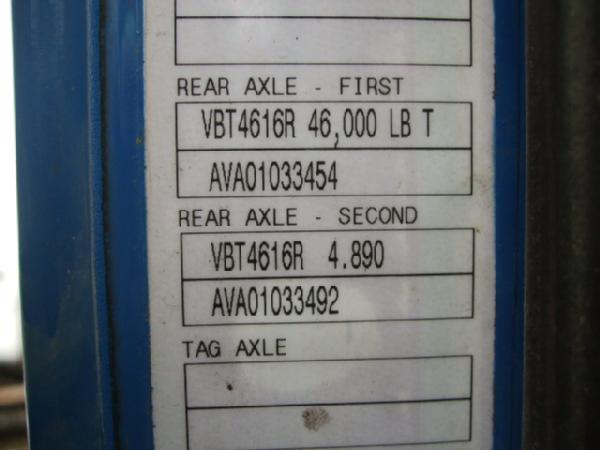 REAR AXLE - FIRST
VBT4616R 46,000 LB T
AVA01033454
REAR AXLE - SECOND
VBT4616R 4.890
AVA01033492
TAG AXLE